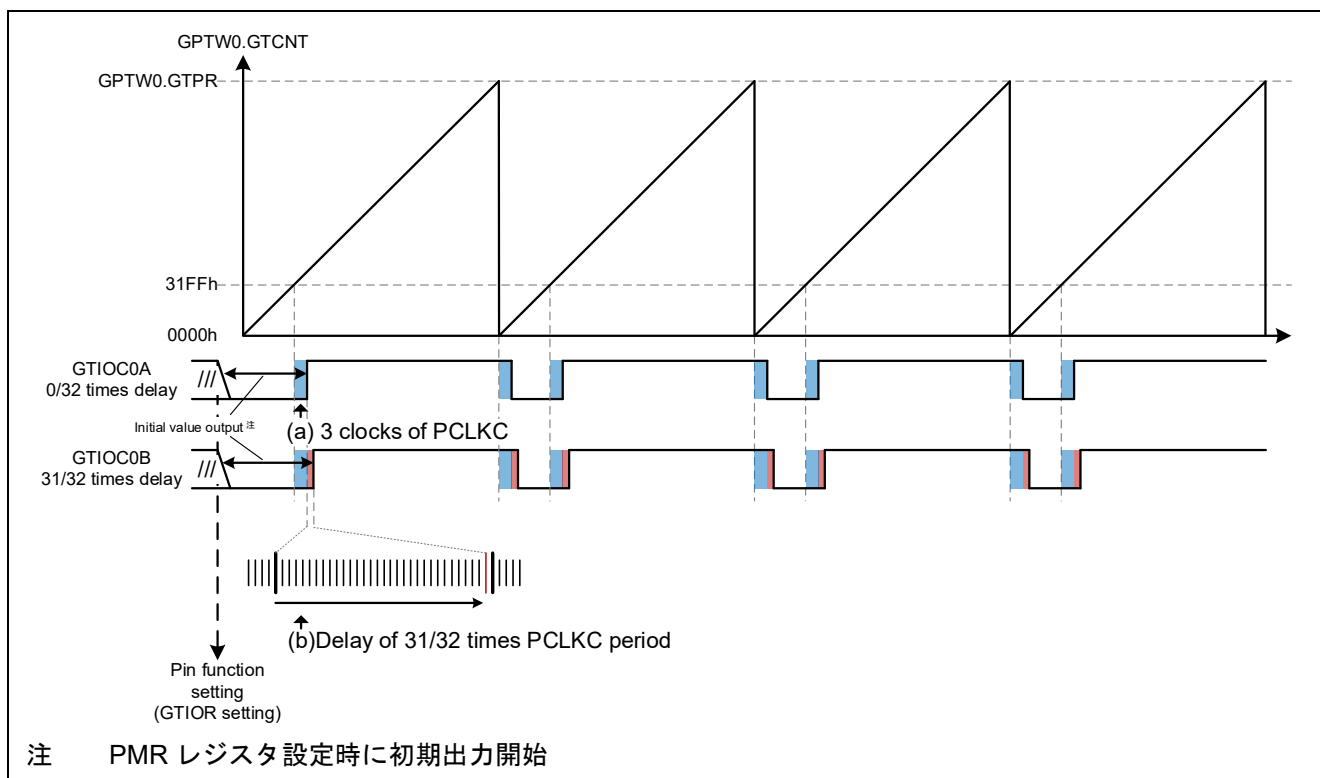 GPTW0.GTCNT
GPTW0.GTPR
31FFh
0000h
GTIOC0A
0/32 times delay
///
Initial value output 注
(a) 3 clocks of PCLKC
GTIOC0B
31/32 times delay
///
(b)Delay of 31/32 times PCLKC period
Pin function
setting
(GTIOR setting)
注 PMR レジスタ設定時に初期出力開始